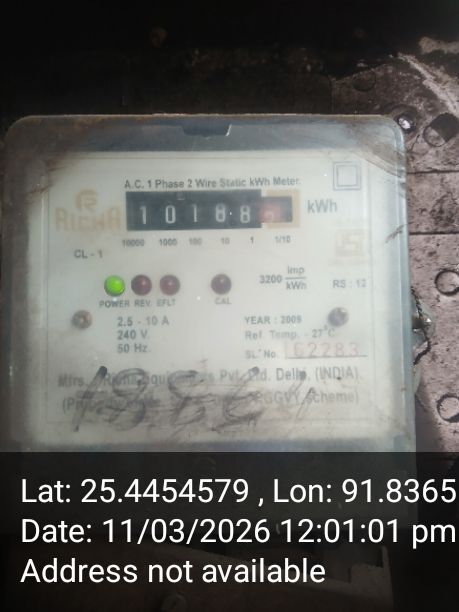 A.C. 1 Phase 2 Wire Static kWh Meter.
RICHA
10188
kWh
10000 1000 100 10 1 1/10
CL - 1
3200 imp/kWh
RS : 12
POWER REV. EFLT CAL
2.5 - 10 A
240 V.
50 Hz.
YEAR : 2009
Ref Temp. - 27°C
SL No.
Pvt. Ltd. Delhi, (INDIA)
RGGVY scheme)
Lat: 25.4454579 , Lon: 91.8365
Date: 11/03/2026 12:01:01 pm
Address not available